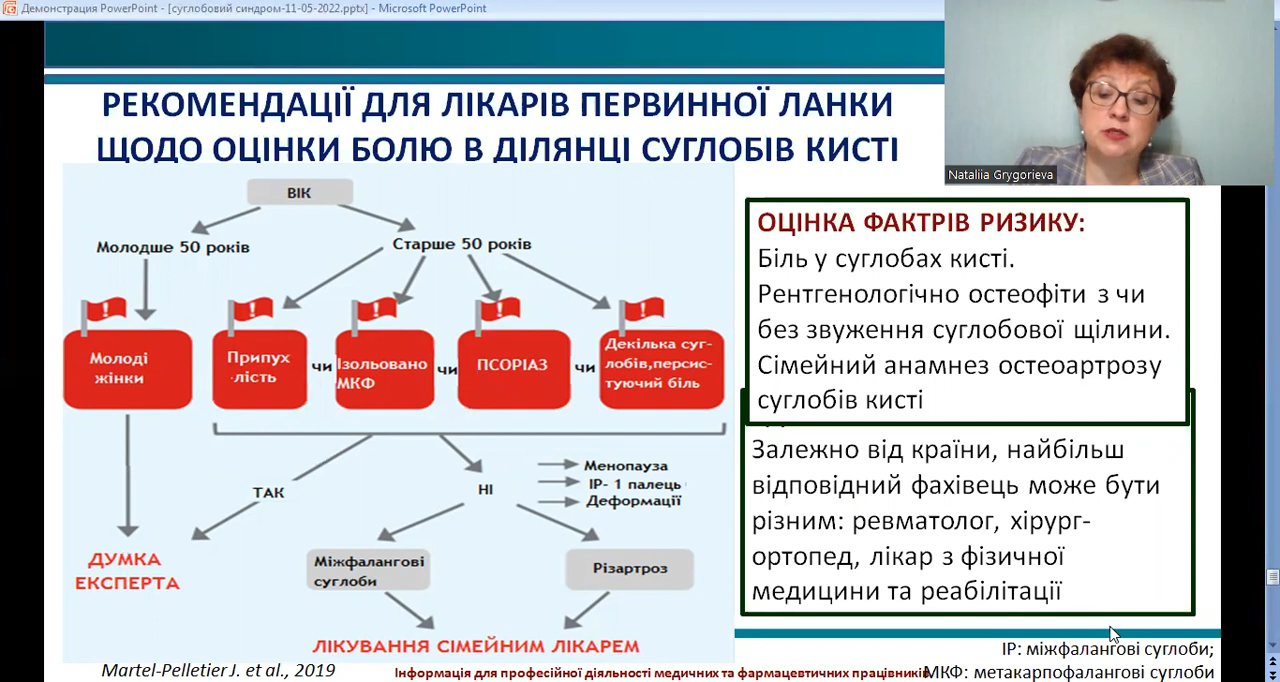 Демонстрация PowerPoint - [суглобовий синдром-11-05-2022.pptx] - Microsoft PowerPoint
Nataliia Grygorieva
РЕКОМЕНДАЦІЇ ДЛЯ ЛІКАРІВ ПЕРВИННОЇ ЛАНКИ
ЩОДО ОЦІНКИ БОЛЮ В ДІЛЯНЦІ СУГЛОБІВ КИСТІ
ВІК
Молодше 50 років
Старше 50 років
Молоді
жінки
Припух
лість
чи
Ізольовано
МКФ
чи
ПСОРІАЗ
чи
Декілька суг-
лобів,персис-
туючий біль
ТАК
НІ
Менопауза
ІР- 1 палець
Деформації
ДУМКА
ЕКСПЕРТА
Міжфалангові
суглоби
Різартроз
ЛІКУВАННЯ СІМЕЙНИМ ЛІКАРЕМ
ОЦІНКА ФАКТРІВ РИЗИКУ:
Біль у суглобах кисті.
Рентгенологічно остеофіти з чи
без звуження суглобової щілини.
Сімейний анамнез остеоартрозу
суглобів кисті
Залежно від країни, найбільш
відповідний фахівець може бути
різним: ревматолог, хірург-
ортопед, лікар з фізичної
медицини та реабілітації
ІР: міжфалангові суглоби;
МКФ: метакарпофалангові суглоби
Martel-Pelletier J. et al., 2019
Інформація для професійної діяльності медичних та фармацевтичних працівників